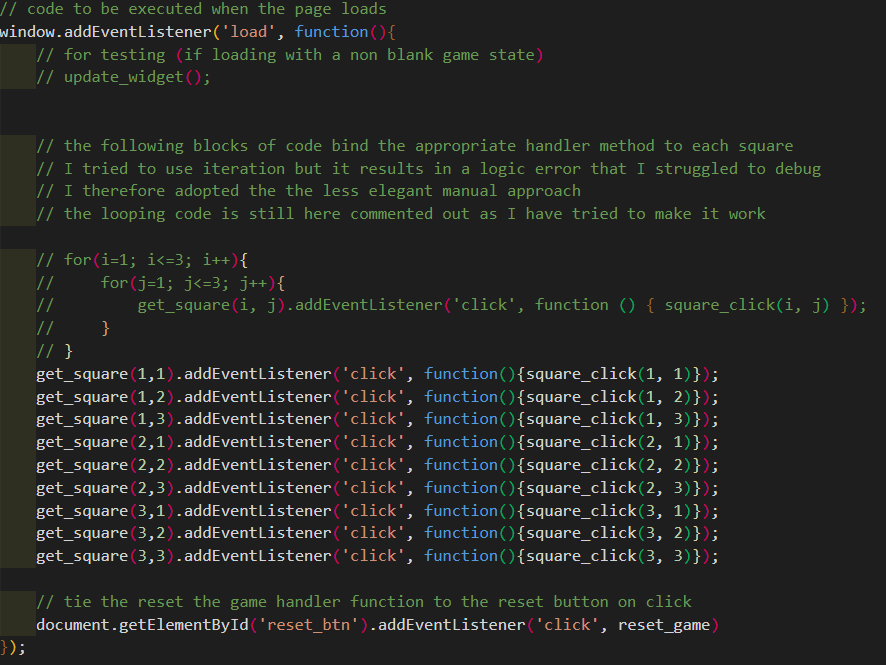 // code to be executed when the page loads
window.addEventListener('load', function(){
    // for testing (if loading with a non blank game state)
    // update_widget();
    // the following blocks of code bind the appropriate handler method to each square
    // I tried to use iteration but it results in a logic error that I struggled to debug
    // I therefore adopted the the less elegant manual approach
    // the looping code is still here commented out as I have tried to make it work
    // for(i=1; i<=3; i++){
    //     for(j=1; j<=3; j++){
    //         get_square(i, j).addEventListener('click', function () { square_click(i, j) });
    //     }
    // }
    get_square(1,1).addEventListener('click', function(){square_click(1, 1)});
    get_square(1,2).addEventListener('click', function(){square_click(1, 2)});
    get_square(1,3).addEventListener('click', function(){square_click(1, 3)});
    get_square(2,1).addEventListener('click', function(){square_click(2, 1)});
    get_square(2,2).addEventListener('click', function(){square_click(2, 2)});
    get_square(2,3).addEventListener('click', function(){square_click(2, 3)});
    get_square(3,1).addEventListener('click', function(){square_click(3, 1)});
    get_square(3,2).addEventListener('click', function(){square_click(3, 2)});
    get_square(3,3).addEventListener('click', function(){square_click(3, 3)});
    // tie the reset the game handler function to the reset button on click
    document.getElementById('reset_btn').addEventListener('click', reset_game)
});